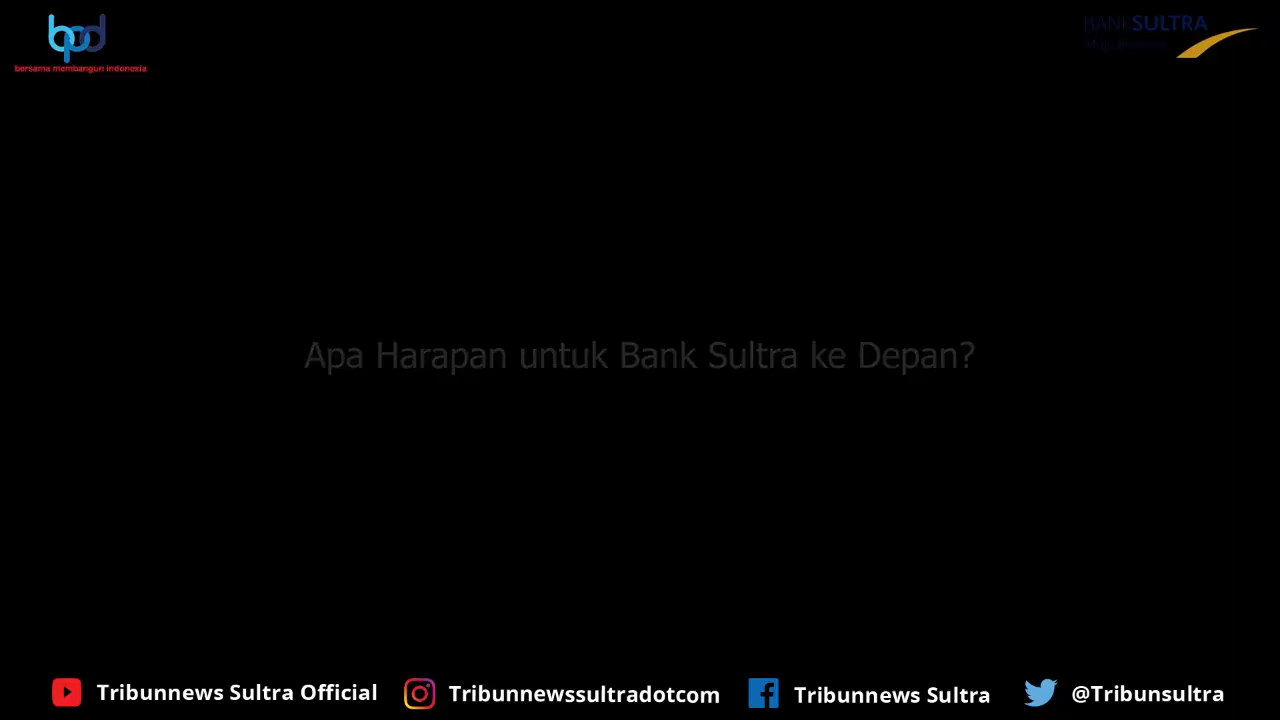 bpd
bersama membangun indonesia
BANK SULTRA
Apa Harapan untuk Bank Sultra ke Depan?
Tribunnews Sultra Official
Tribunnewssultradotcom
Tribunnews Sultra
@Tribunsultra